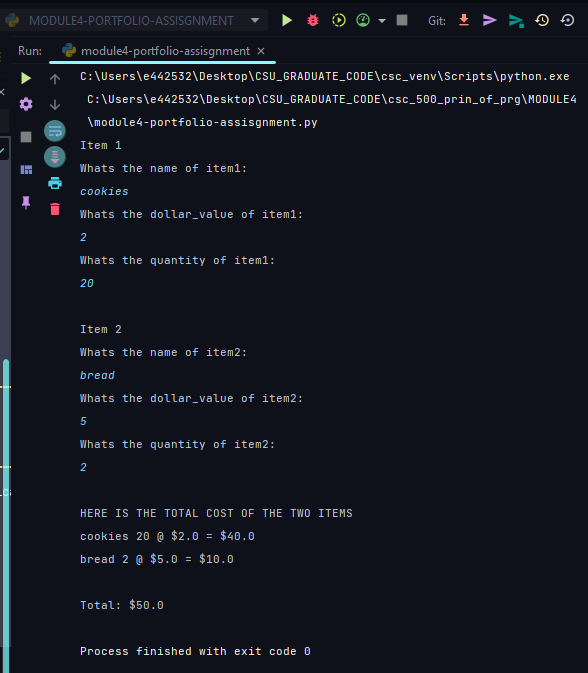 MODULE4-PORTFOLIO-ASSISGNMENT
Git:
Run:
module4-portfolio-assisgnment
C:\Users\e442532\Desktop\CSU_GRADUATE_CODE\csc_venv\Scripts\python.exe
C:\Users\e442532\Desktop\CSU_GRADUATE_CODE\csc_500_prin_of_prg\MODULE4
\module4-portfolio-assisgnment.py
Item 1
Whats the name of item1:
cookies
Whats the dollar_value of item1:
2
Whats the quantity of item1:
20
Item 2
Whats the name of item2:
bread
Whats the dollar_value of item2:
5
Whats the quantity of item2:
2
HERE IS THE TOTAL COST OF THE TWO ITEMS
cookies 20 @ $2.0 = $40.0
bread 2 @ $5.0 = $10.0
Total: $50.0
Process finished with exit code 0